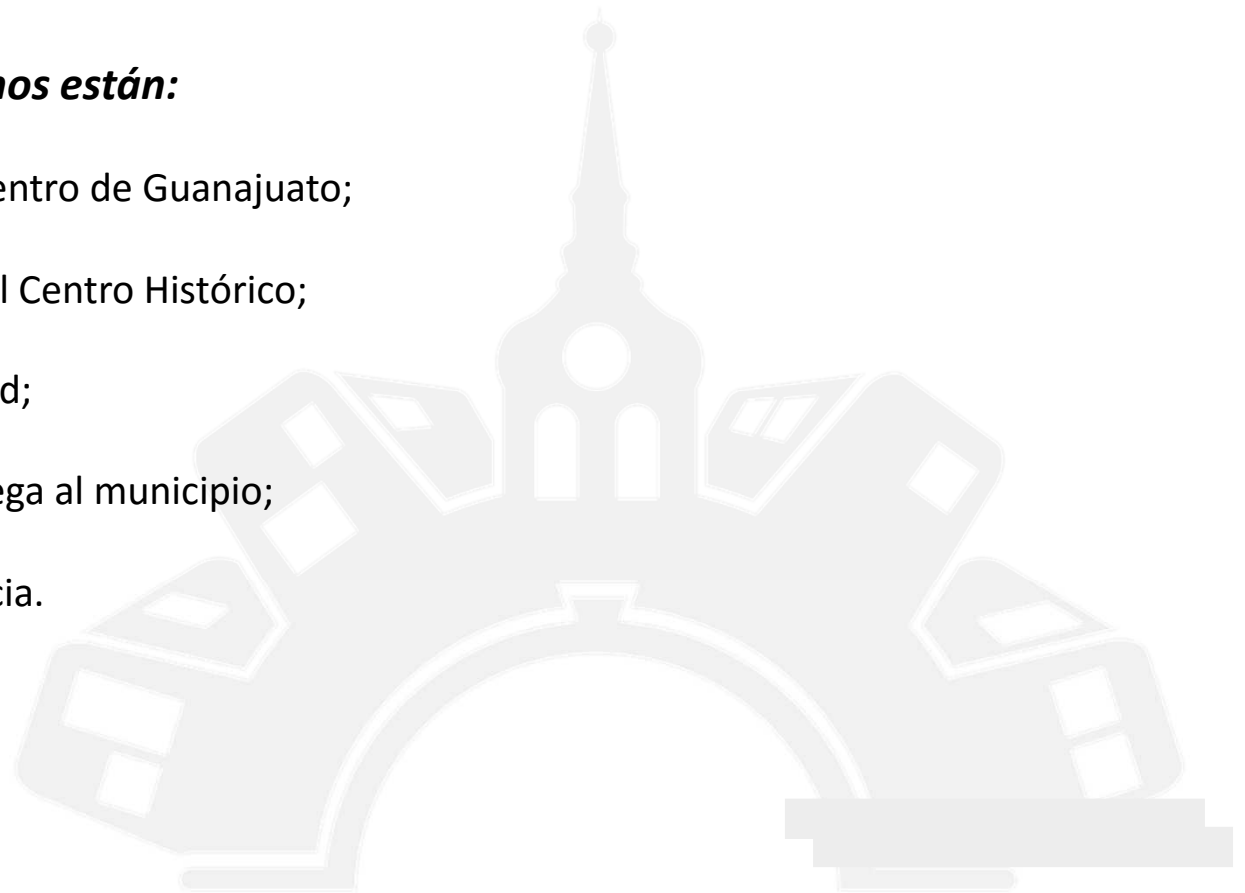 nos están:
entro de Guanajuato;
l Centro Histórico;
d;
ega al municipio;
cia.